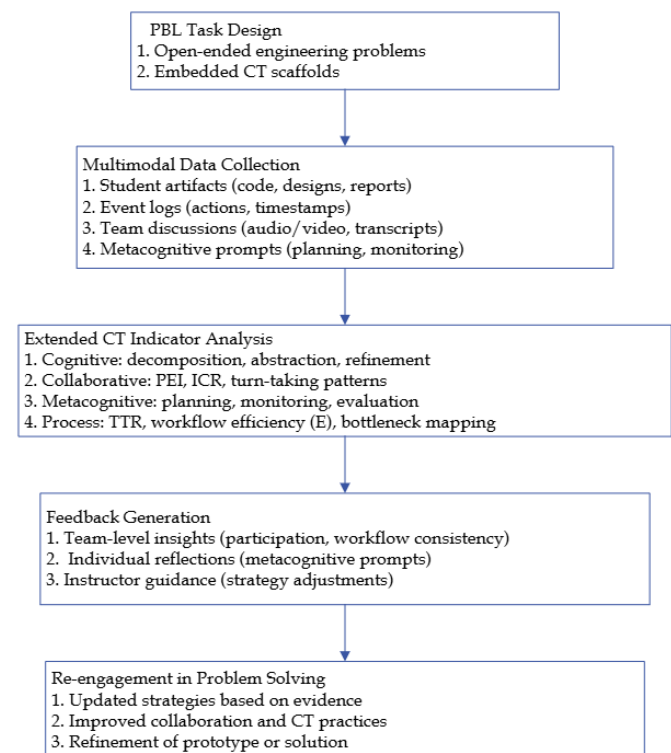 PBL Task Design
1. Open-ended engineering problems
2. Embedded CT scaffolds
Multimodal Data Collection
1. Student artifacts (code, designs, reports)
2. Event logs (actions, timestamps)
3. Team discussions (audio/video, transcripts)
4. Metacognitive prompts (planning, monitoring)
Extended CT Indicator Analysis
1. Cognitive: decomposition, abstraction, refinement
2. Collaborative: PEI, ICR, turn-taking patterns
3. Metacognitive: planning, monitoring, evaluation
4. Process: TTR, workflow efficiency (E), bottleneck mapping
Feedback Generation
1. Team-level insights (participation, workflow consistency)
2. Individual reflections (metacognitive prompts)
3. Instructor guidance (strategy adjustments)
Re-engagement in Problem Solving
1. Updated strategies based on evidence
2. Improved collaboration and CT practices
3. Refinement of prototype or solution